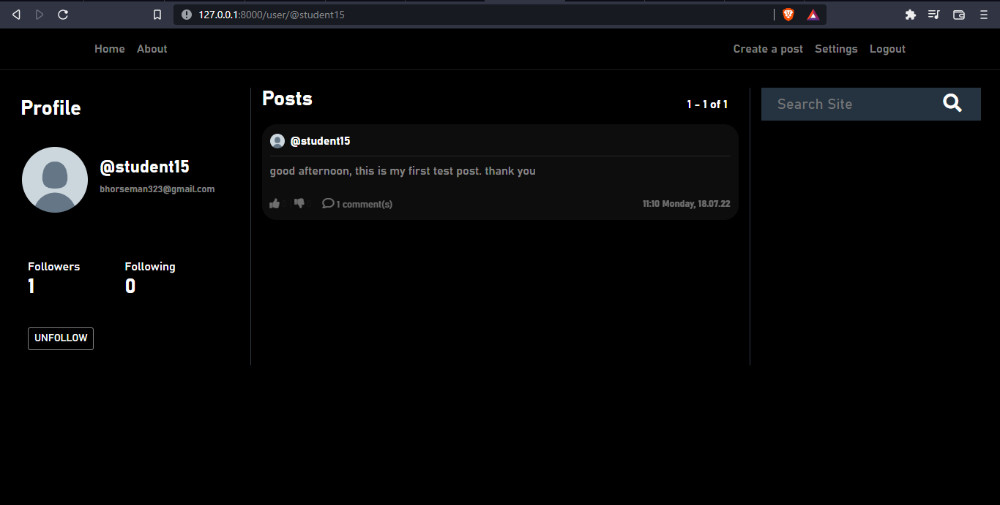 127.0.0.1:8000/user/@student15
Home About Create a post Settings Logout
Profile
@student15
bhorseman323@gmail.com
Followers Following
1 0
UNFOLLOW
Posts
1 - 1 of 1
@student15
good afternoon, this is my first test post. thank you
1 comment(s) 11:10 Monday, 18.07.22
Search Site